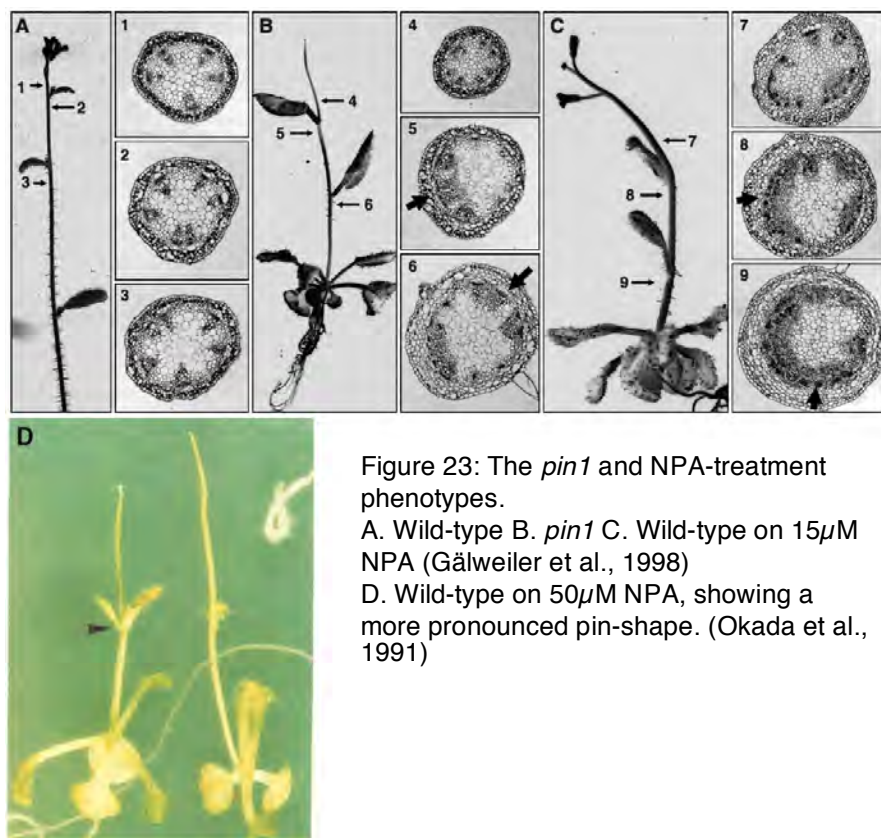 A
1
2
3
1
2
3
B
4
5
6
4
5
6
C
7
8
9
7
8
9
D
Figure 23: The pin1 and NPA-treatment
phenotypes.
A. Wild-type B. pin1 C. Wild-type on 15µM
NPA (Gälweiler et al., 1998)
D. Wild-type on 50µM NPA, showing a
more pronounced pin-shape. (Okada et al.,
1991)